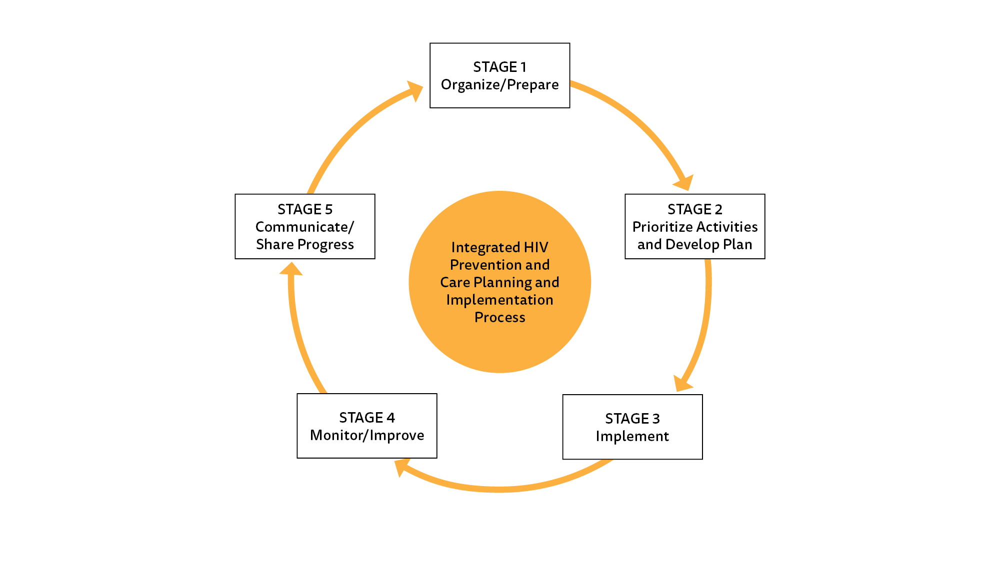 STAGE 1
Organize/Prepare
STAGE 2
Prioritize Activities
and Develop Plan
STAGE 3
Implement
STAGE 4
Monitor/Improve
STAGE 5
Communicate/
Share Progress
Integrated HIV
Prevention and
Care Planning and
Implementation
Process